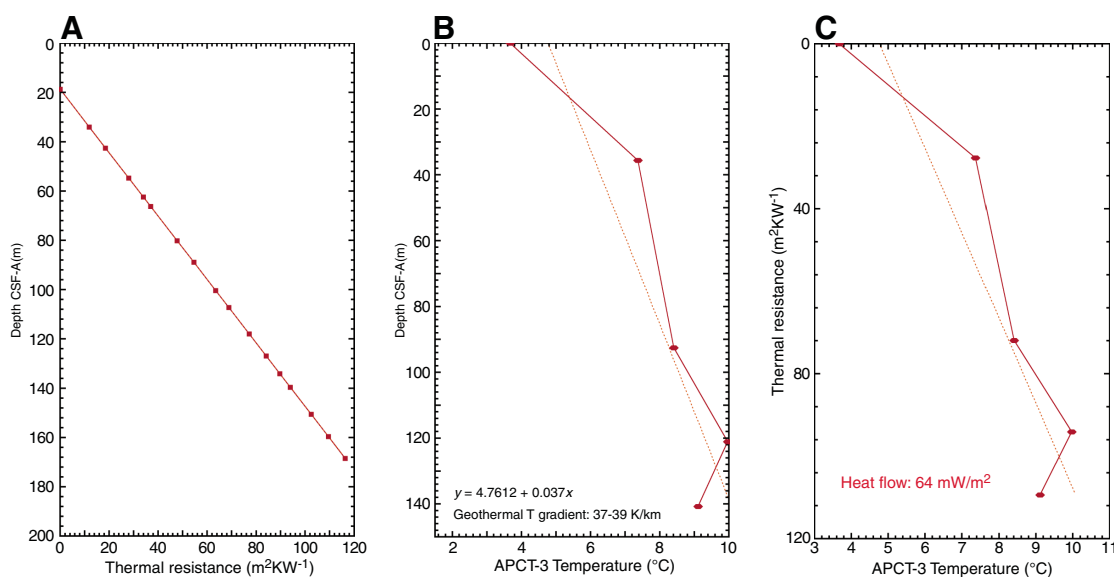 A
0
20
40
60
80
100
120
140
160
180
200
0 20 40 60 80 100 120
Depth CSF-A(m)
Thermal resistance (m²KW⁻¹)
B
0
20
40
60
80
100
120
140
2 4 6 8 10
Depth CSF-A(m)
y = 4.7612 + 0.037x
Geothermal T gradient: 37-39 K/km
APCT-3 Temperature (°C)
C
0
40
80
120
3 4 5 6 7 8 9 10 11
Thermal resistance (m²KW⁻¹)
Heat flow: 64 mW/m²
APCT-3 Temperature (°C)